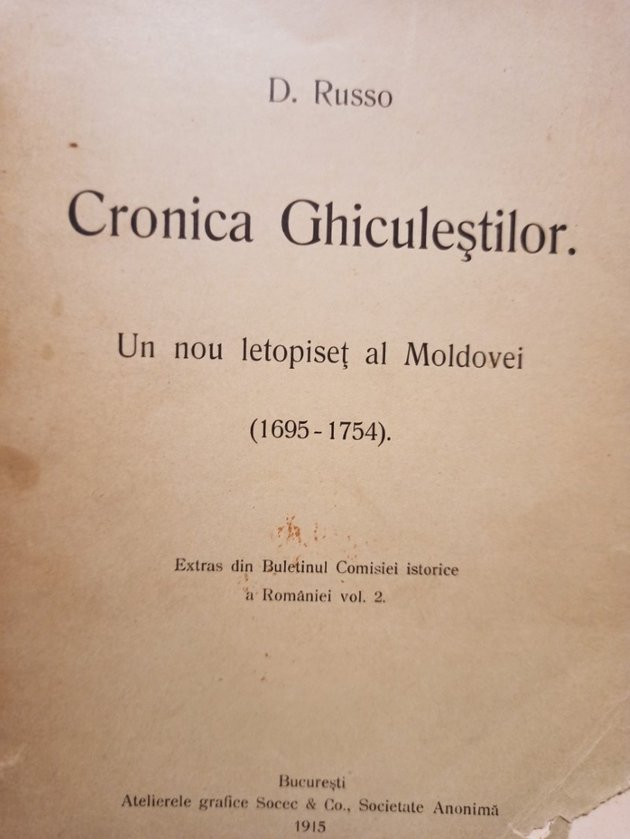 D. Russo
Cronica Ghiculeştilor.
Un nou letopiseţ al Moldovei
(1695-1754).
Extras din Buletinul Comisiei istorice
a României vol. 2.
Bucureşti
Atelierele grafice Socec & Co., Societate Anonimă
1915